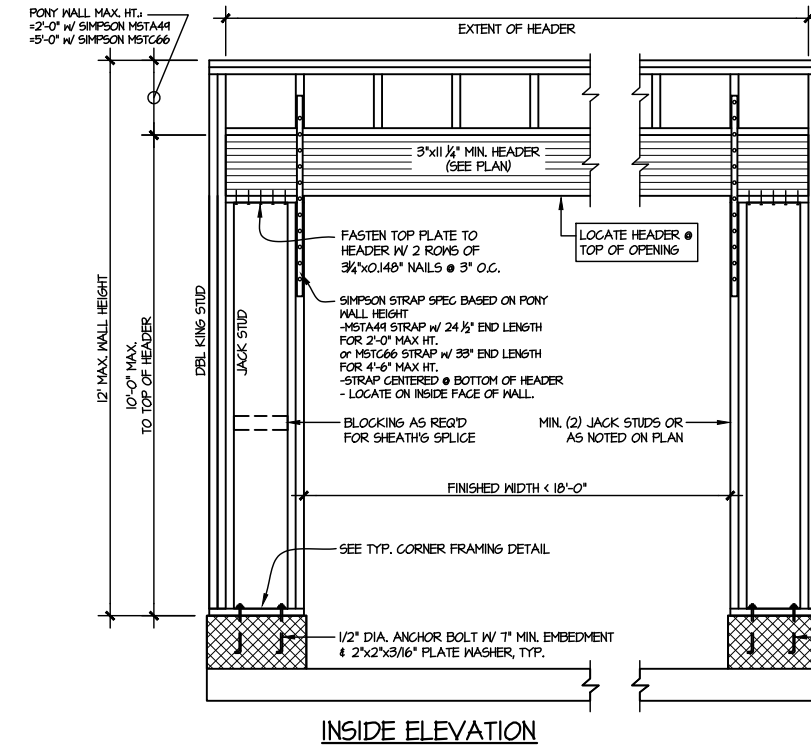 PONY WALL MAX. HT.:
=2'-0" W/ SIMPSON MSTA49
=5'-0" W/ SIMPSON MSTC66
EXTENT OF HEADER
3"x11 1/4" MIN. HEADER
(SEE PLAN)
FASTEN TOP PLATE TO
HEADER W/ 2 ROWS OF
3 1/4"x0.148" NAILS @ 3" O.C.
LOCATE HEADER @
TOP OF OPENING
SIMPSON STRAP SPEC BASED ON PONY
WALL HEIGHT
-MSTA49 STRAP w/ 24 1/2" END LENGTH
FOR 2'-0" MAX HT.
or MSTC66 STRAP w/ 33" END LENGTH
FOR 4'-6" MAX HT.
-STRAP CENTERED @ BOTTOM OF HEADER
- LOCATE ON INSIDE FACE OF WALL.
12' MAX. WALL HEIGHT
10'-0" MAX.
TO TOP OF HEADER
DBL KING STUD
JACK STUD
BLOCKING AS REQ'D
FOR SHEATH'G SPLICE
MIN. (2) JACK STUDS OR
AS NOTED ON PLAN
FINISHED WIDTH < 18'-0"
SEE TYP. CORNER FRAMING DETAIL
1/2" DIA. ANCHOR BOLT W/ 7" MIN. EMBEDMENT
& 2"x2"x3/16" PLATE WASHER, TYP.
INSIDE ELEVATION